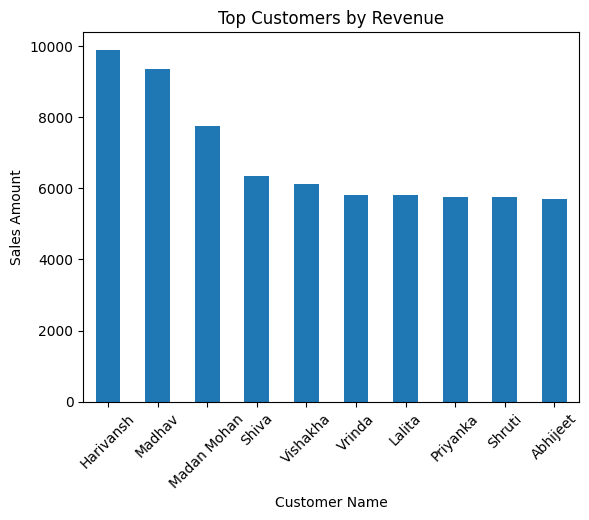 Top Customers by Revenue
Sales Amount
10000
8000
6000
4000
2000
0
Harivansh
Madhav
Madan Mohan
Shiva
Vishakha
Vrinda
Lalita
Priyanka
Shruti
Abhijeet
Customer Name